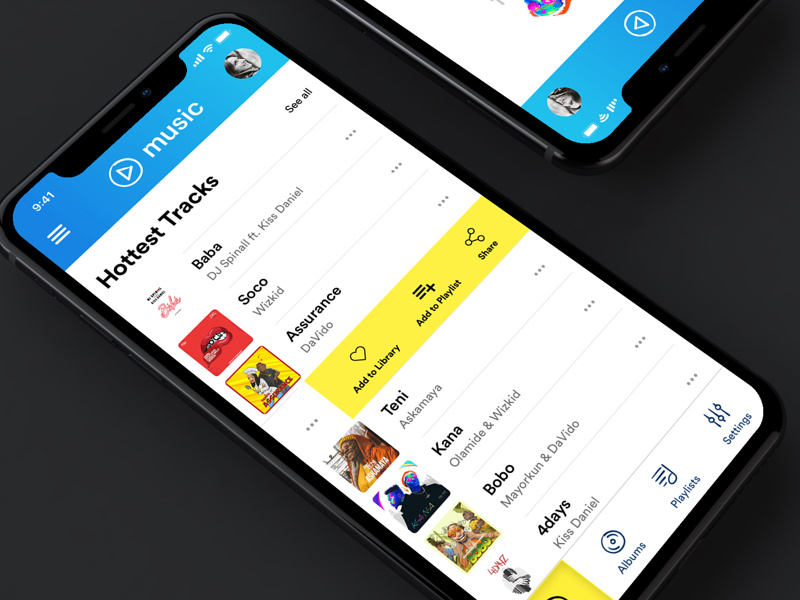 9:41
music
Hottest Tracks
See all
Baba
DJ Spinall ft. Kiss Daniel
Soco
Wizkid
Assurance
DaVido
Add to Library
Add to Playlist
Share
Teni
Askamaya
Kana
Olamide & Wizkid
Bobo
Mayorkun & DaVido
4days
Kiss Daniel
Albums
Playlists
Settings